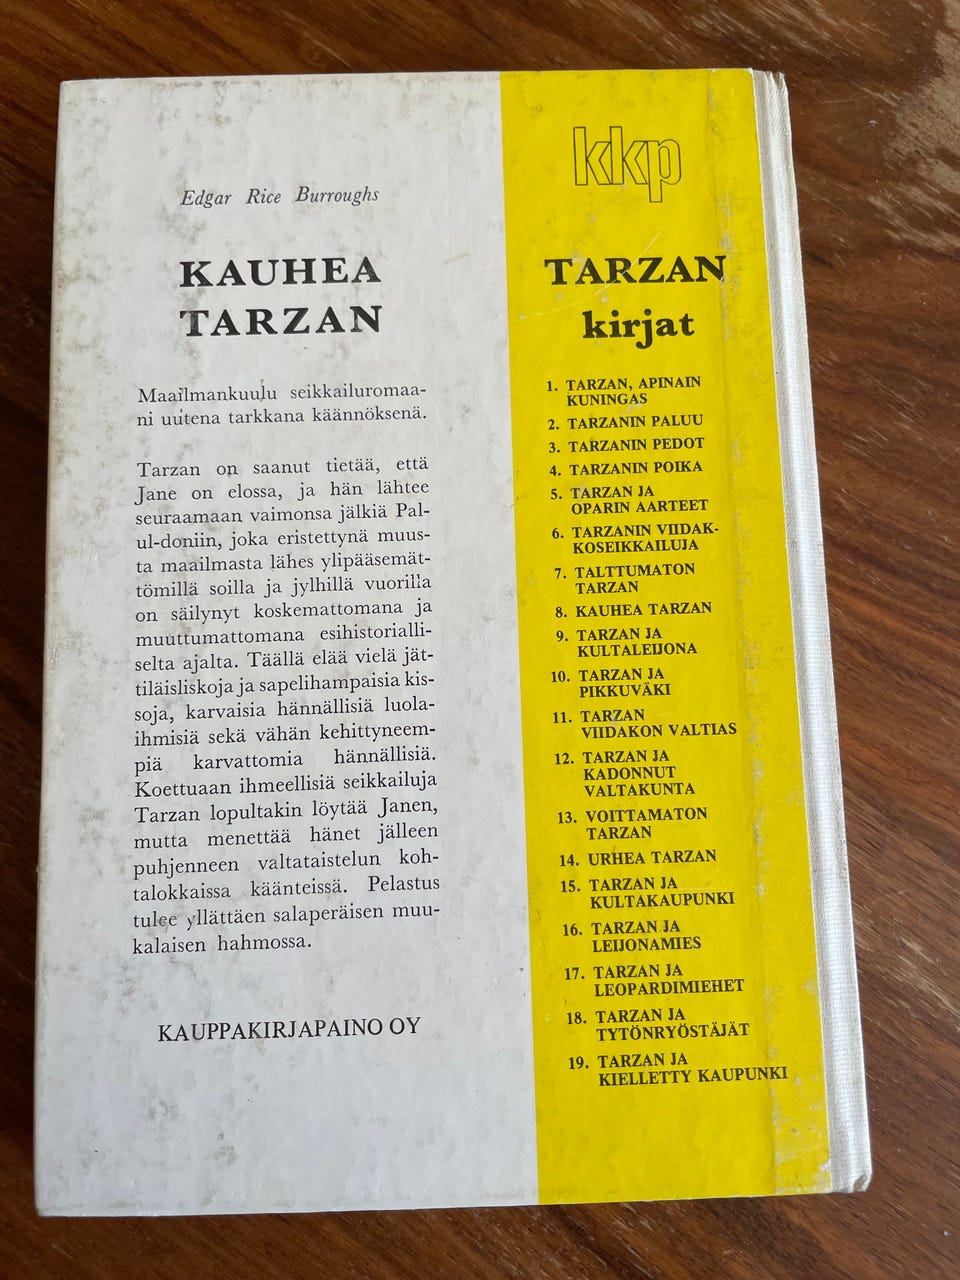 Edgar Rice Burroughs
KAUHEA
TARZAN
Maailmankuulu seikkailuromaa-
ni uutena tarkkana käännöksenä.
Tarzan on saanut tietää, että
Jane on elossa, ja hän lähtee
seuraamaan vaimonsa jälkiä Pal-
ul-doniin, joka eristettynä muus-
ta maailmasta lähes ylipääsemät-
tömillä soilla ja jylhillä vuorilla
on säilynyt koskemattomana ja
muuttumattomana esihistorialli-
selta ajalta. Täällä elää vielä jät-
tiläisliskoja ja sapelihampaisia kis-
soja, karvaisia hännällisiä luola-
ihmisiä sekä vähän kehittyneem-
piä karvattomia hännällisiä.
Koettuaan ihmeellisiä seikkailuja
Tarzan lopultakin löytää Janen,
mutta menettää hänet jälleen
puhjenneen valtataistelun koh-
talokkaissa käänteissä. Pelastus
tulee yllättäen salaperäisen muu-
kalaisen hahmossa.
KAUPPAKIRJAPAINO OY
kkp
TARZAN
kirjat
1. TARZAN, APINAIN
KUNINGAS
2. TARZANIN PALUU
3. TARZANIN PEDOT
4. TARZANIN POIKA
5. TARZAN JA
OPARIN AARTEET
6. TARZANIN VIIDAK-
KOSEIKKAILUJA
7. TALTTUMATON
TARZAN
8. KAUHEA TARZAN
9. TARZAN JA
KULTALEIJONA
10. TARZAN JA
PIKKUVÄKI
11. TARZAN
VIIDAKON VALTIAS
12. TARZAN JA
KADONNUT
VALTAKUNTA
13. VOITTAMATON
TARZAN
14. URHEA TARZAN
15. TARZAN JA
KULTAKAUPUNKI
16. TARZAN JA
LEIJONAMIES
17. TARZAN JA
LEOPARDIMIEHET
18. TARZAN JA
TYTÖNRYÖSTÄJÄT
19. TARZAN JA
KIELLETTY KAUPUNKI